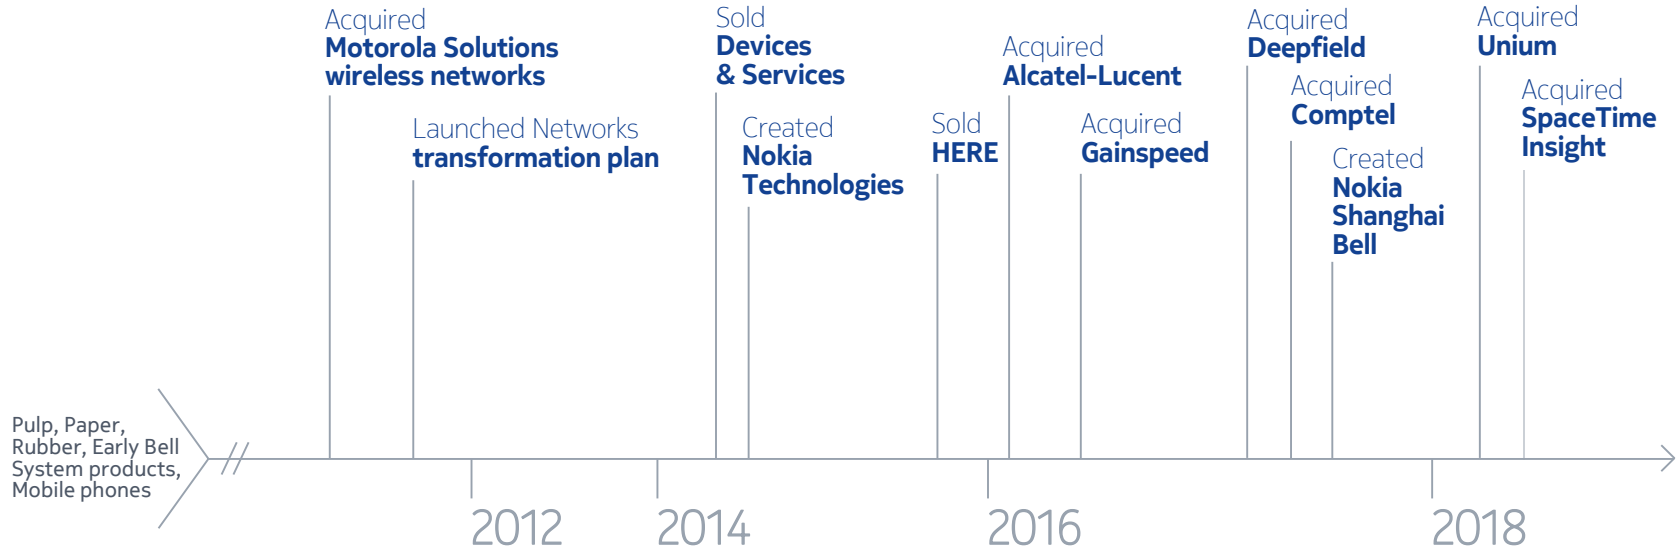 Acquired
Motorola Solutions
wireless networks
Launched Networks
transformation plan
Sold
Devices
& Services
Created
Nokia
Technologies
Sold
HERE
Acquired
Alcatel-Lucent
Acquired
Gainspeed
Acquired
Deepfield
Acquired
Comptel
Created
Nokia
Shanghai
Bell
Acquired
Unium
Acquired
SpaceTime
Insight
Pulp, Paper,
Rubber, Early Bell
System products,
Mobile phones
2012
2014
2016
2018